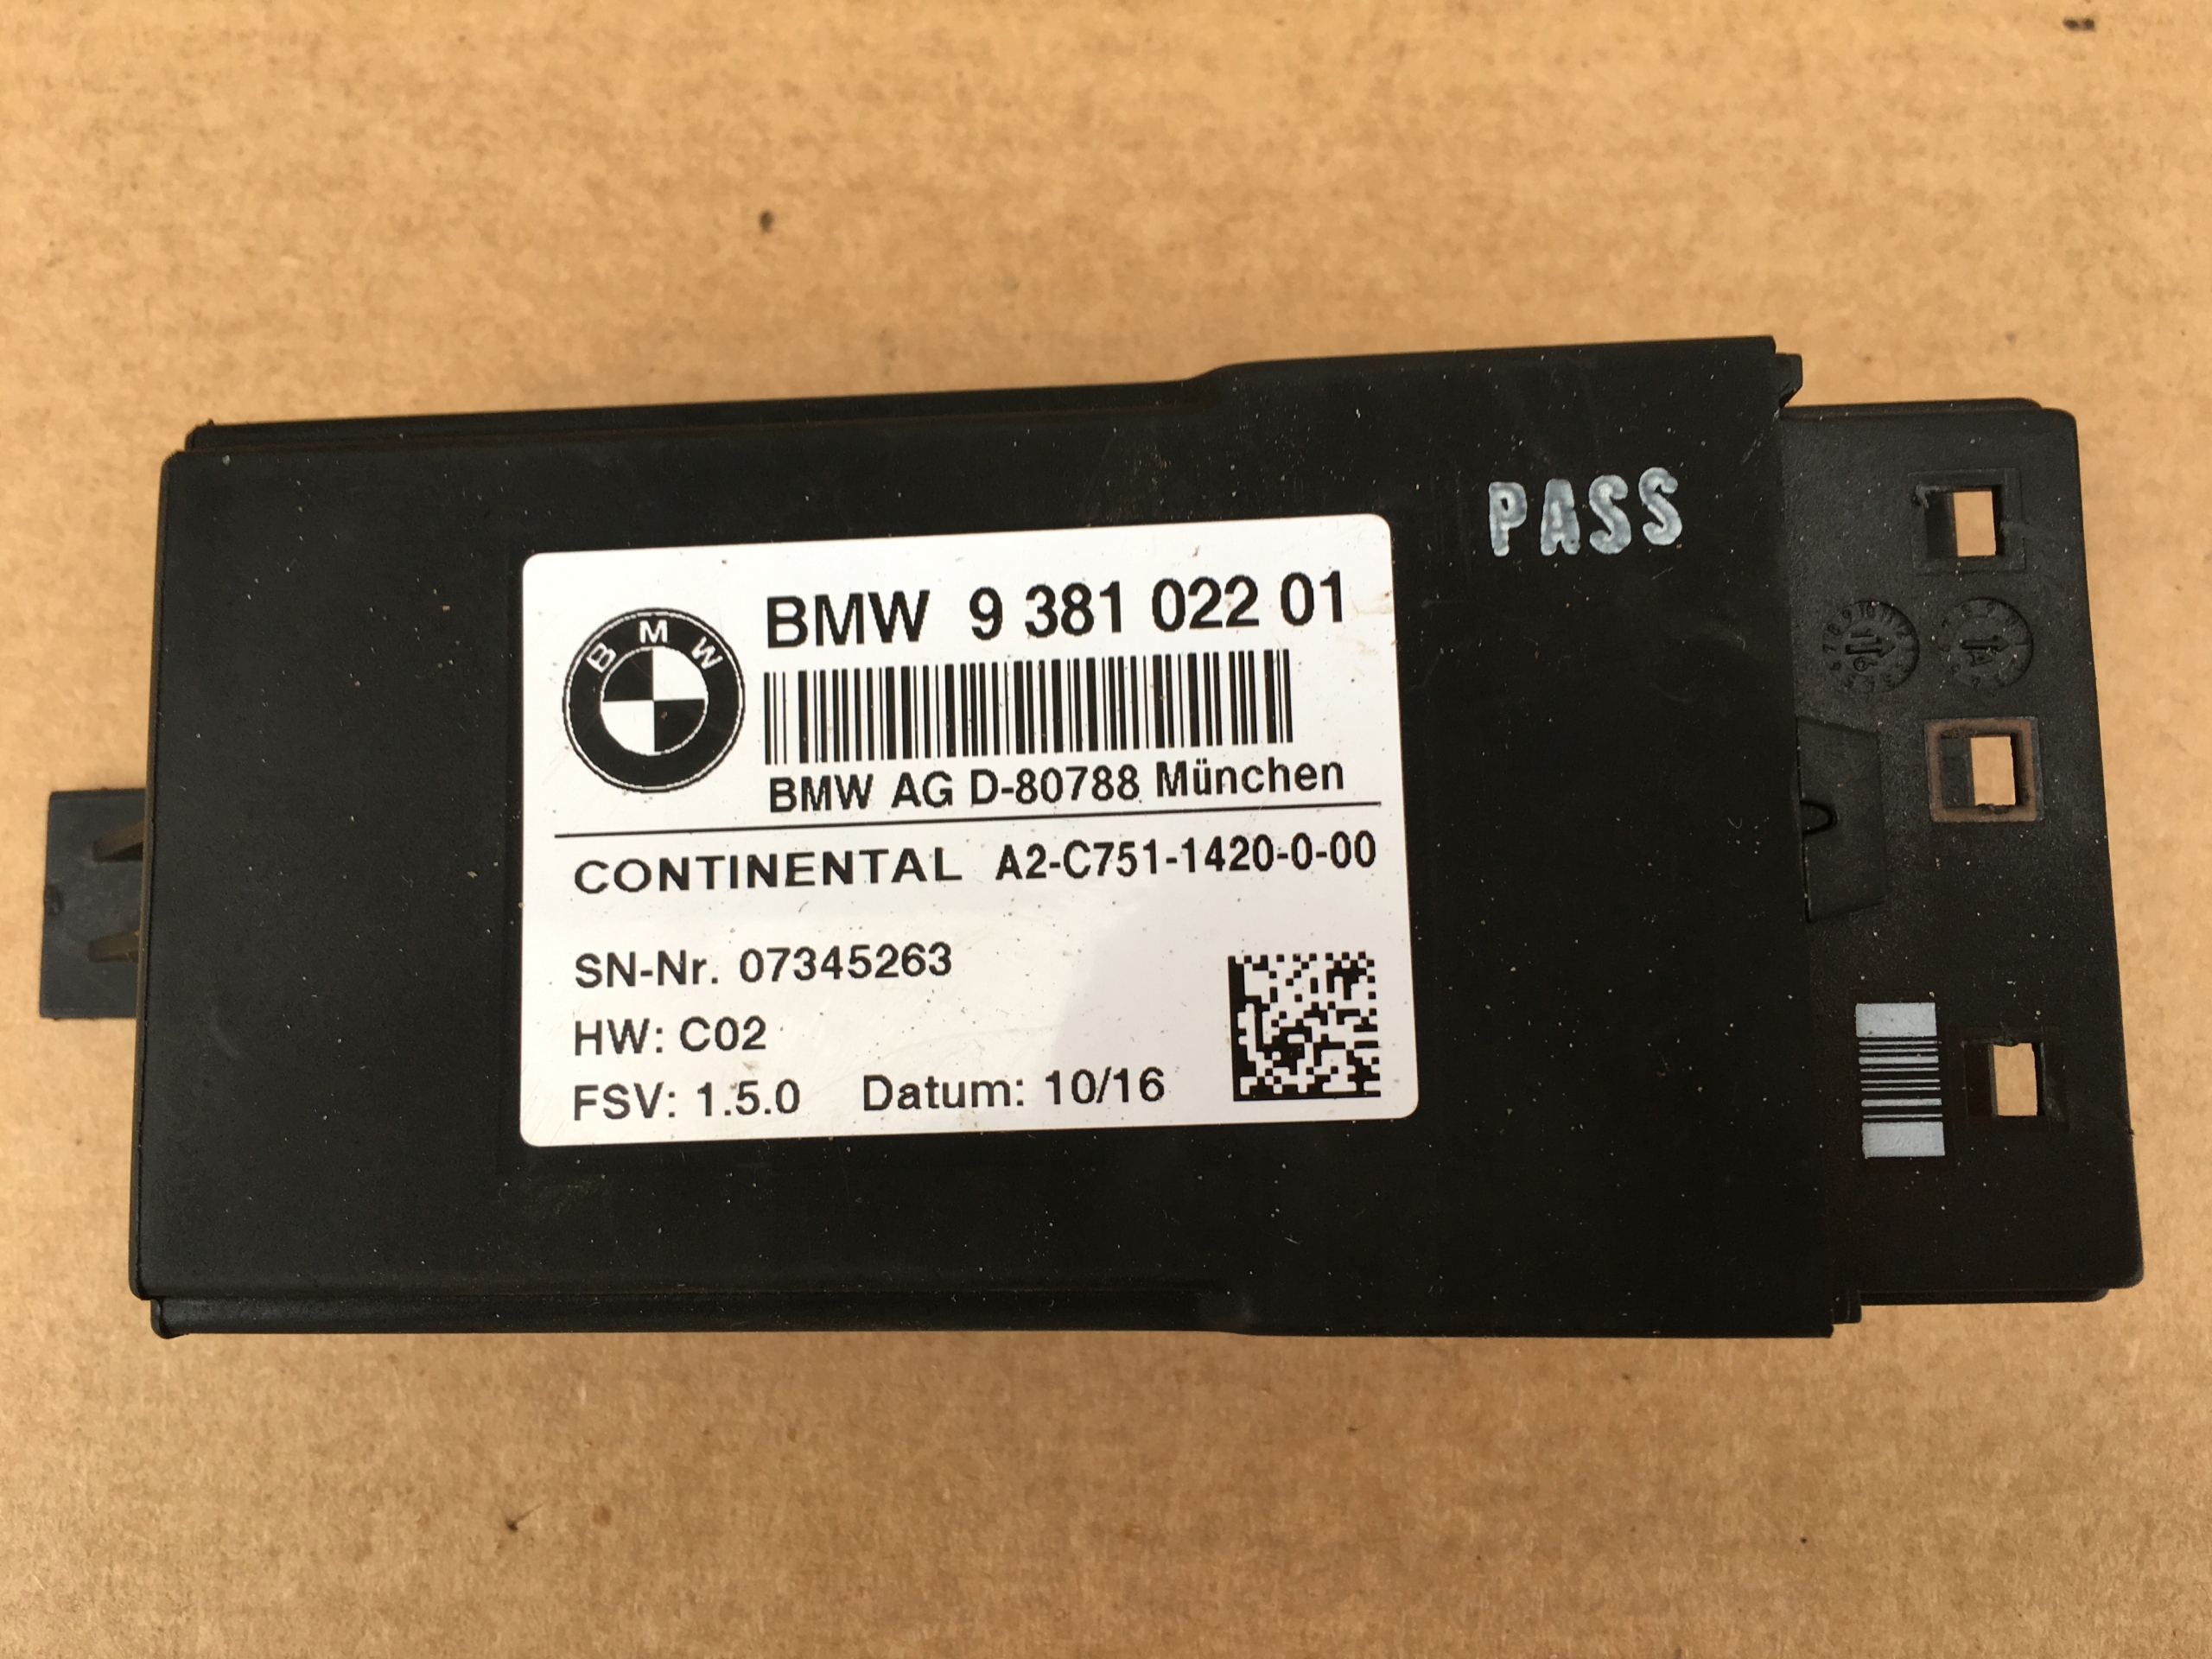 PASS
B M W
BMW 9 381 022 01
BMW AG D-80788 München
CONTINENTAL A2-C751-1420-0-00
SN-Nr. 07345263
HW: C02
FSV: 1.5.0 Datum: 10/16